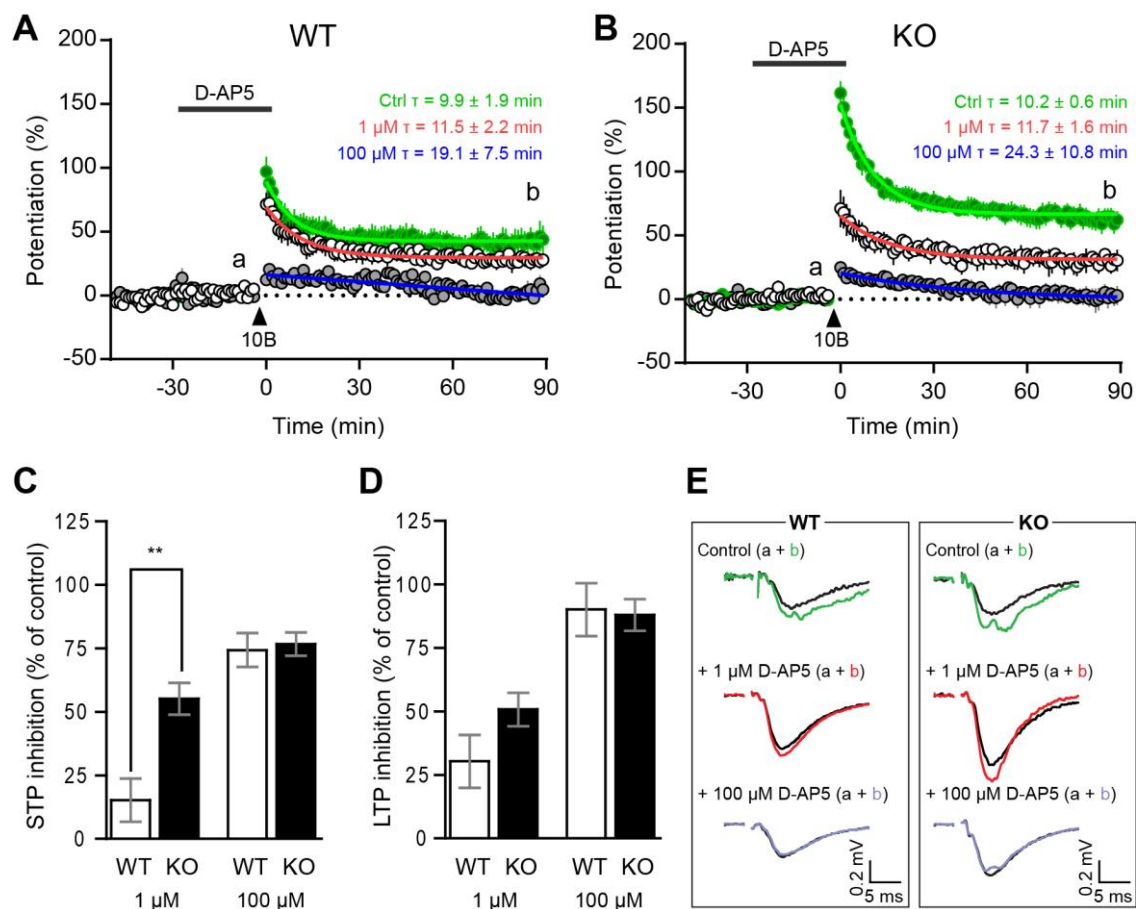 A
WT
200
150
100
50
0
-50
Potentiation (%)
D-AP5
Ctrl τ = 9.9 ± 1.9 min
1 µM τ = 11.5 ± 2.2 min
100 µM τ = 19.1 ± 7.5 min
a
b
10B
-30
0
30
60
90
Time (min)
B
KO
200
150
100
50
0
-50
Potentiation (%)
D-AP5
Ctrl τ = 10.2 ± 0.6 min
1 µM τ = 11.7 ± 1.6 min
100 µM τ = 24.3 ± 10.8 min
a
b
10B
-30
0
30
60
90
Time (min)
C
STP inhibition (% of control)
125
100
75
50
25
0
**
WT
KO
WT
KO
1 µM
100 µM
D
LTP inhibition (% of control)
125
100
75
50
25
0
WT
KO
WT
KO
1 µM
100 µM
E
WT
Control (a + b)
+ 1 µM D-AP5 (a + b)
+ 100 µM D-AP5 (a + b)
0.2 mV
5 ms
KO
Control (a + b)
+ 1 µM D-AP5 (a + b)
+ 100 µM D-AP5 (a + b)
0.2 mV
5 ms